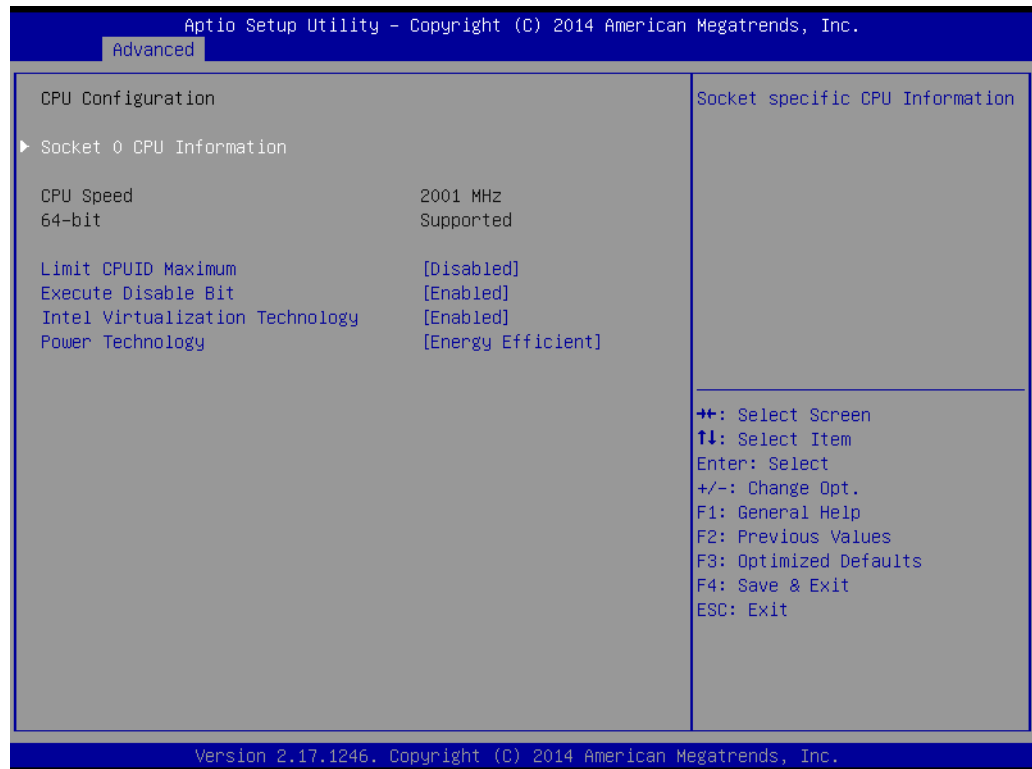 Aptio Setup Utility – Copyright (C) 2014 American Megatrends, Inc.
Advanced
CPU Configuration
Socket 0 CPU Information
CPU Speed 2001 MHz
64-bit Supported
Limit CPUID Maximum [Disabled]
Execute Disable Bit [Enabled]
Intel Virtualization Technology [Enabled]
Power Technology [Energy Efficient]
Socket specific CPU Information
→←: Select Screen
↑↓: Select Item
Enter: Select
+/-: Change Opt.
F1: General Help
F2: Previous Values
F3: Optimized Defaults
F4: Save & Exit
ESC: Exit
Version 2.17.1246. Copyright (C) 2014 American Megatrends, Inc.